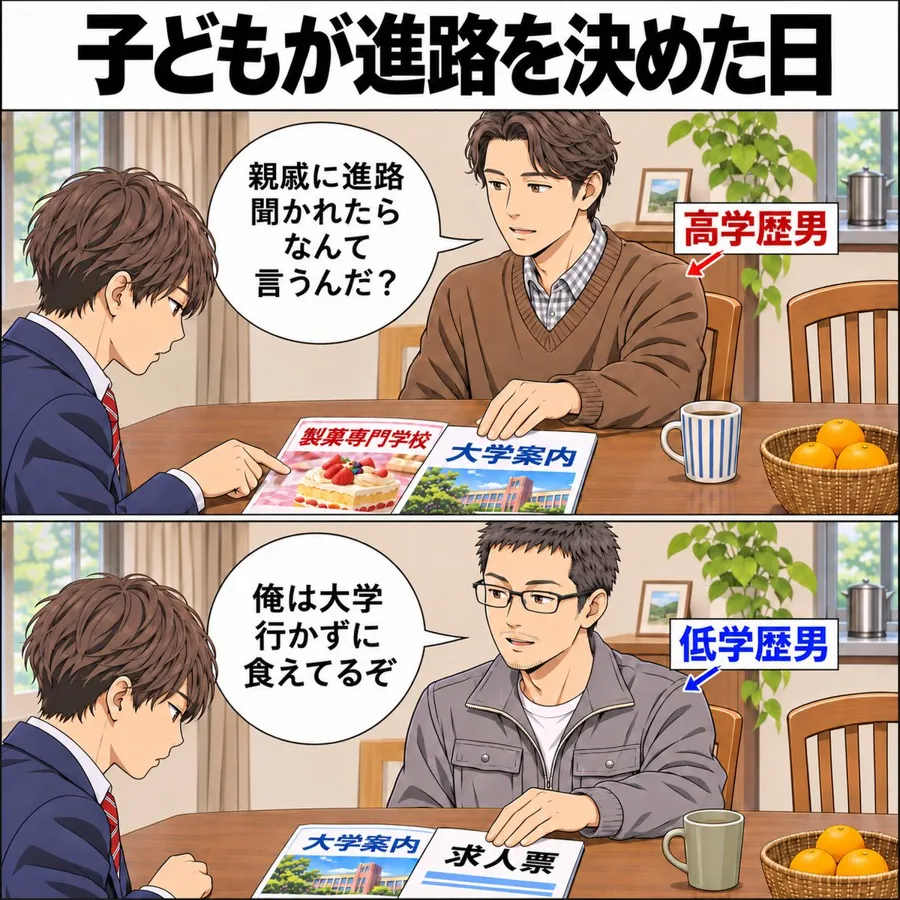 子どもが進路を決めた日
親戚に進路
聞かれたら
なんて
言うんだ？
高学歴男
製菓専門学校
大学案内
俺は大学
行かずに
食えてるぞ
低学歴男
大学案内
求人票